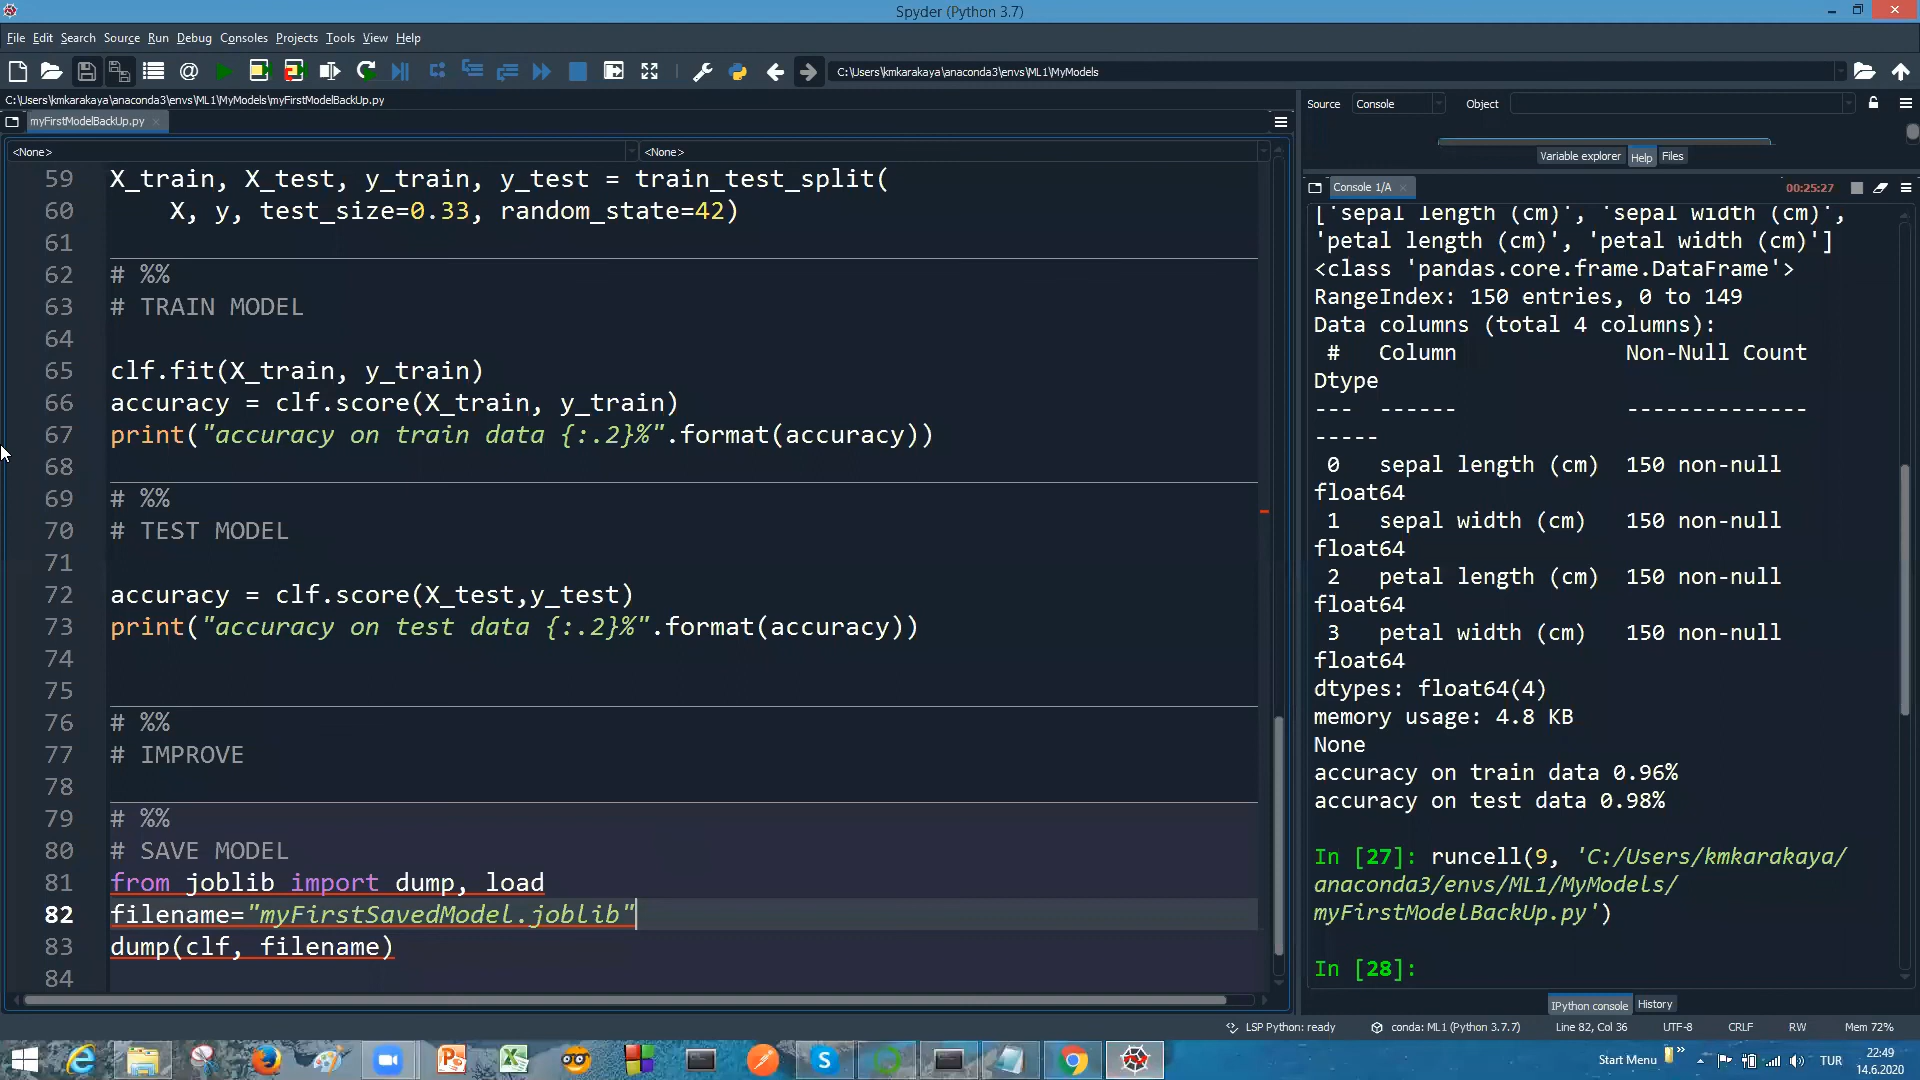 Spyder (Python 3.7)
File Edit Search Source Run Debug Consoles Projects Tools View Help
C:\Users\kmkarakaya\anaconda3\envs\ML1\MyModels
C:\Users\kmkarakaya\anaconda3\envs\ML1\MyModels\myFirstModelBackUp.py
myFirstModelBackUp.py
<None> <None>
59 X_train, X_test, y_train, y_test = train_test_split(
60 X, y, test_size=0.33, random_state=42)
61
62 # %%
63 # TRAIN MODEL
64
65 clf.fit(X_train, y_train)
66 accuracy = clf.score(X_train, y_train)
67 print("accuracy on train data {:.2}%".format(accuracy))
68
69 # %%
70 # TEST MODEL
71
72 accuracy = clf.score(X_test,y_test)
73 print("accuracy on test data {:.2}%".format(accuracy))
74
75
76 # %%
77 # IMPROVE
78
79 # %%
80 # SAVE MODEL
81 from joblib import dump, load
82 filename="myFirstSavedModel.joblib"
83 dump(clf, filename)
84
Source Console Object
Variable explorer Help Files
Console 1/A 00:25:27
['sepal length (cm)', 'sepal width (cm)',
'petal length (cm)', 'petal width (cm)']
<class 'pandas.core.frame.DataFrame'>
RangeIndex: 150 entries, 0 to 149
Data columns (total 4 columns):
# Column Non-Null Count
Dtype
--- ------ --------------
-----
0 sepal length (cm) 150 non-null
float64
1 sepal width (cm) 150 non-null
float64
2 petal length (cm) 150 non-null
float64
3 petal width (cm) 150 non-null
float64
dtypes: float64(4)
memory usage: 4.8 KB
None
accuracy on train data 0.96%
accuracy on test data 0.98%
In [27]: runcell(9, 'C:/Users/kmkarakaya/
anaconda3/envs/ML1/MyModels/
myFirstModelBackUp.py')
In [28]:
IPython console History
LSP Python: ready conda: ML1 (Python 3.7.7) Line 82, Col 36 UTF-8 CRLF RW Mem 72%
Start Menu TUR 22:49
14.6.2020